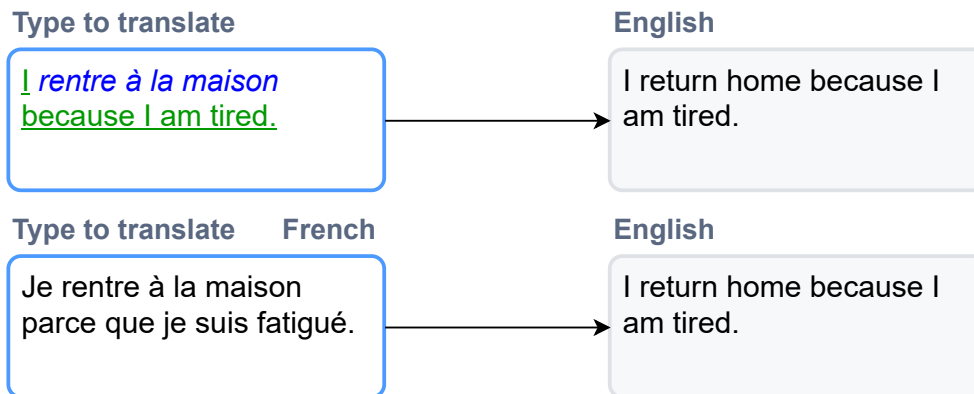 Type to translate English
I rentre à la maison
because I am tired.
I return home because I
am tired.
Type to translate French English
Je rentre à la maison
parce que je suis fatigué.
I return home because I
am tired.